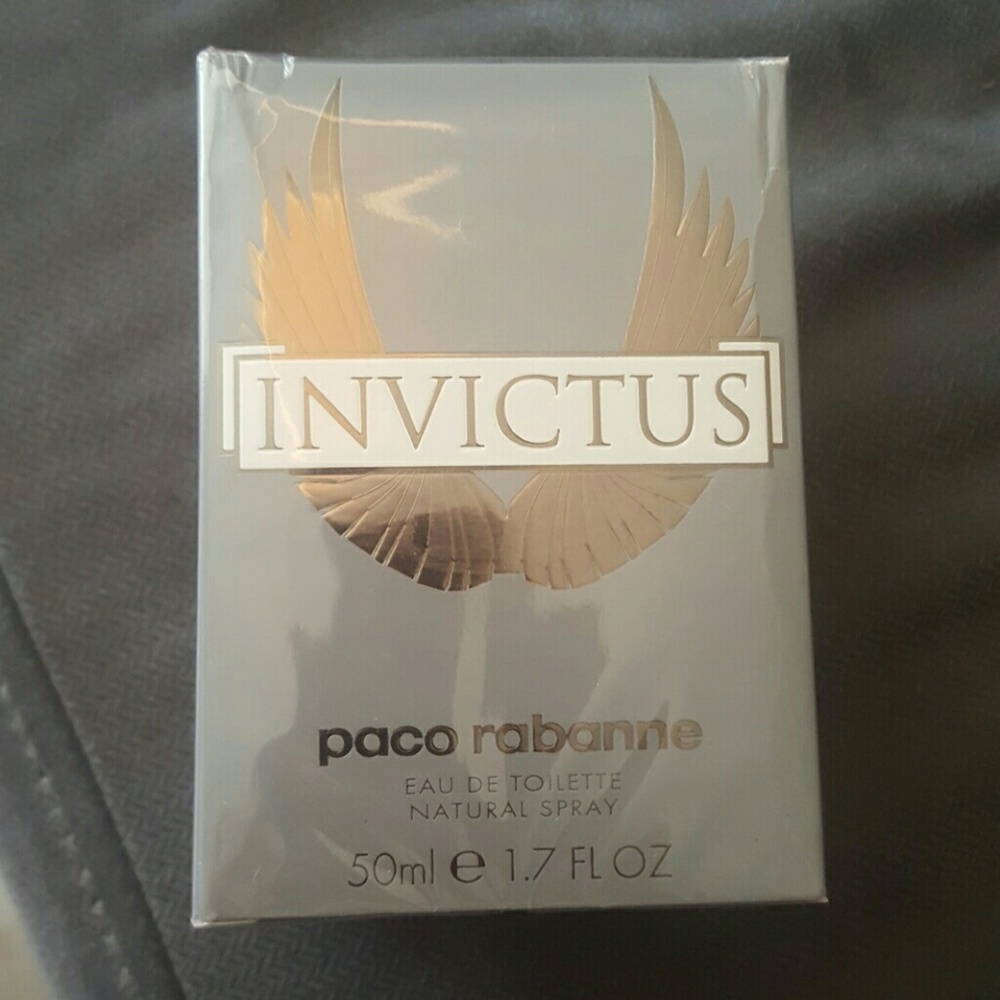 INVICTUS
paco rabanne
EAU DE TOILETTE
NATURAL SPRAY
50ml e 1.7 FL OZ